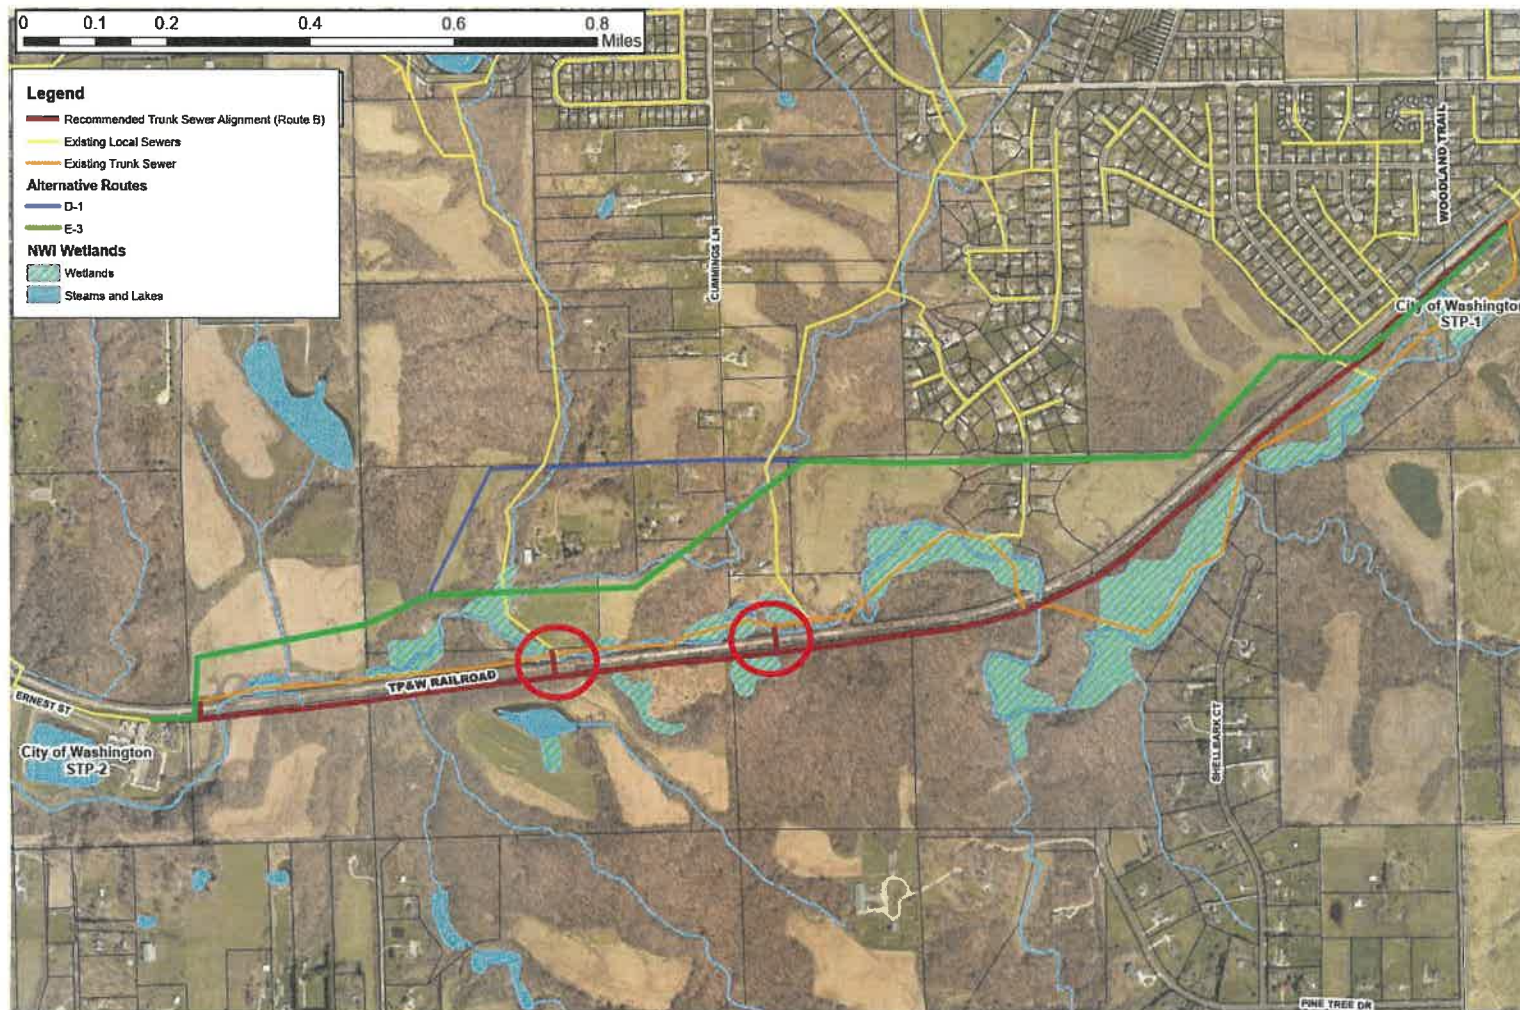 0 0.1 0.2 0.4 0.6 0.8
Miles
Legend
Recommended Trunk Sewer Alignment (Route B)
Existing Local Sewers
Existing Trunk Sewer
Alternative Routes
D-1
E-3
NWI Wetlands
Wetlands
Steams and Lakes
CUMMINGS LN
WOODLAND TRAIL
City of Washington
STP-1
TP&W RAILROAD
ERNEST ST
City of Washington
STP-2
SHELLBARK CT
PINE TREE DR